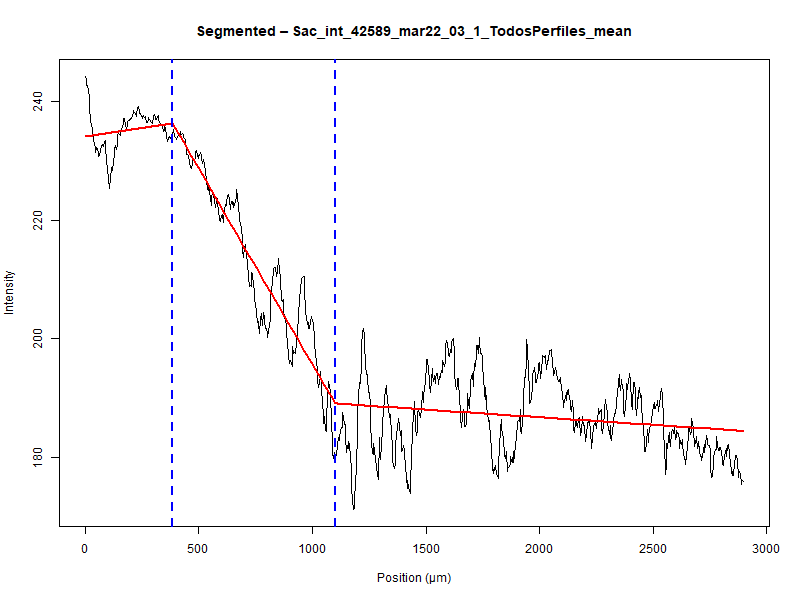 Segmented – Sac_int_42589_mar22_03_1_TodosPerfiles_mean
Intensity
240
220
200
180
0 500 1000 1500 2000 2500 3000
Position (µm)